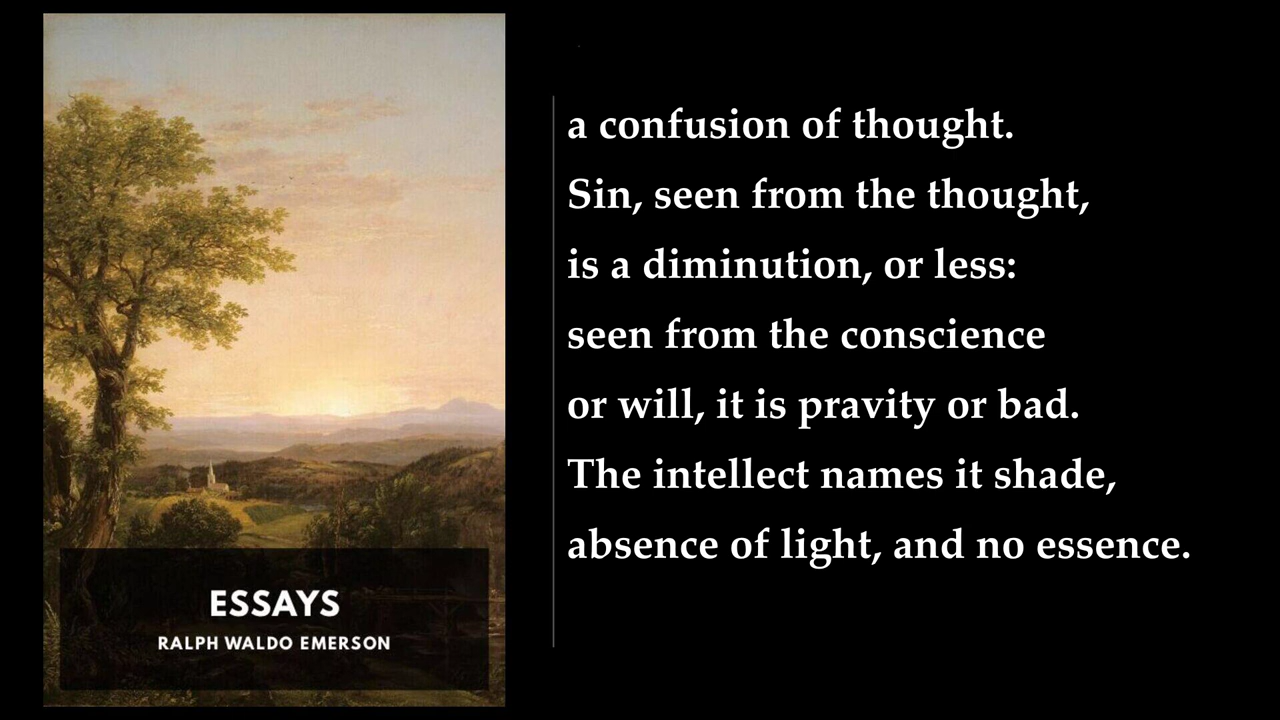 a confusion of thought.
Sin, seen from the thought,
is a diminution, or less:
seen from the conscience
or will, it is pravity or bad.
The intellect names it shade,
absence of light, and no essence.
ESSAYS
RALPH WALDO EMERSON